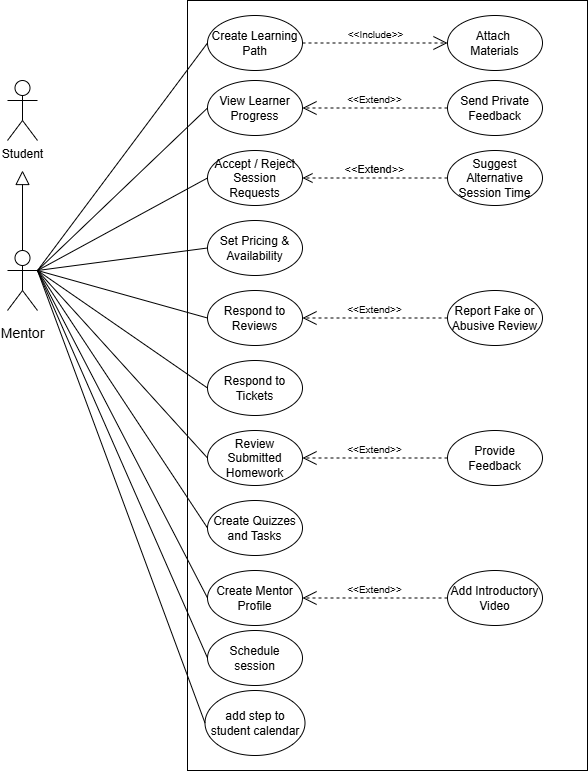 Create Learning
Path
<<Include>>
Attach
Materials
Student
View Learner
Progress
<<Extend>>
Send Private
Feedback
Accept / Reject
Session
Requests
<<Extend>>
Suggest
Alternative
Session Time
Mentor
Set Pricing &
Availability
Respond to
Reviews
<<Extend>>
Report Fake or
Abusive Review
Respond to
Tickets
Review
Submitted
Homework
<<Extend>>
Provide
Feedback
Create Quizzes
and Tasks
Create Mentor
Profile
<<Extend>>
Add Introductory
Video
Schedule
session
add step to
student calendar